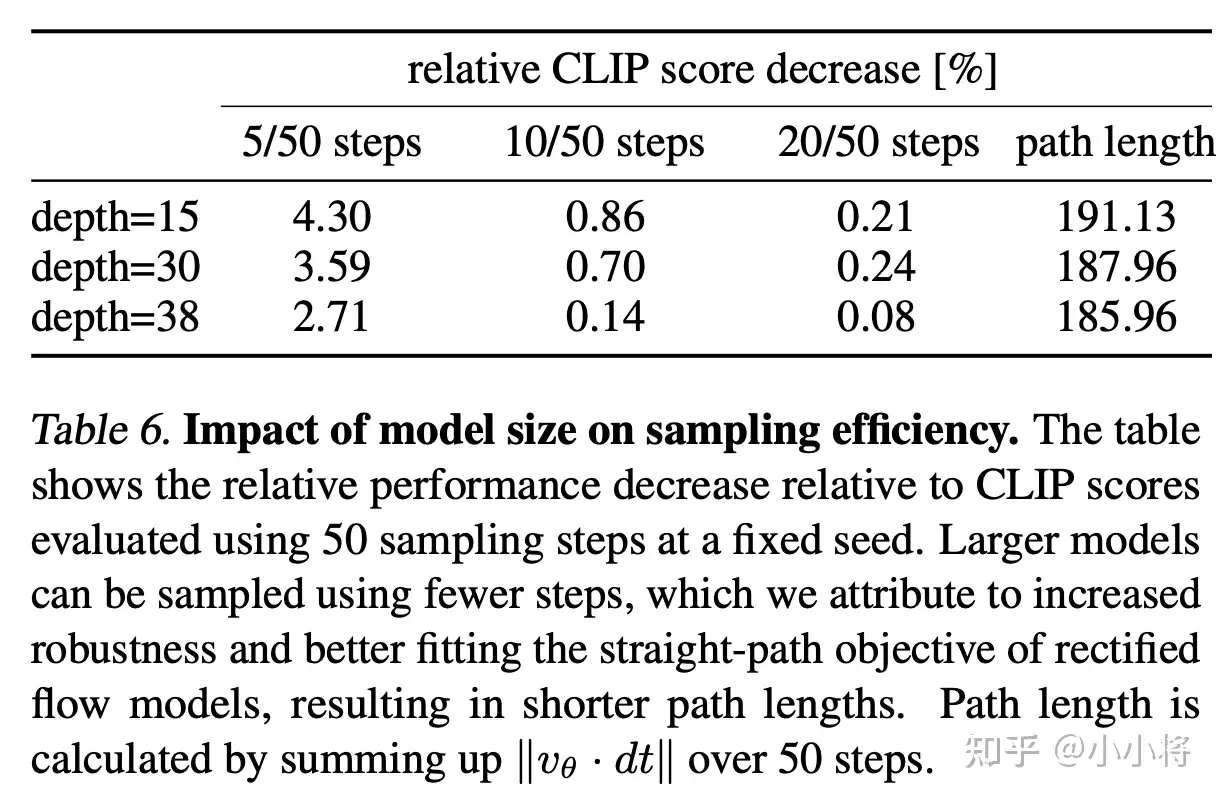 relative CLIP score decrease [%]
5/50 steps 10/50 steps 20/50 steps path length
depth=15 4.30 0.86 0.21 191.13
depth=30 3.59 0.70 0.24 187.96
depth=38 2.71 0.14 0.08 185.96
Table 6. Impact of model size on sampling efficiency. The table
shows the relative performance decrease relative to CLIP scores
evaluated using 50 sampling steps at a fixed seed. Larger models
can be sampled using fewer steps, which we attribute to increased
robustness and better fitting the straight-path objective of rectified
flow models, resulting in shorter path lengths. Path length is
calculated by summing up ‖vθ · dt‖ over 50 steps.
知乎 @小小将